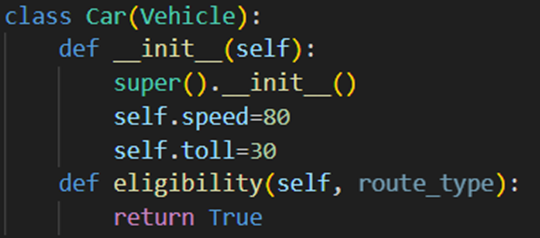 class Car(Vehicle):
    def __init__(self):
        super().__init__()
        self.speed=80
        self.toll=30
    def eligibility(self, route_type):
        return True